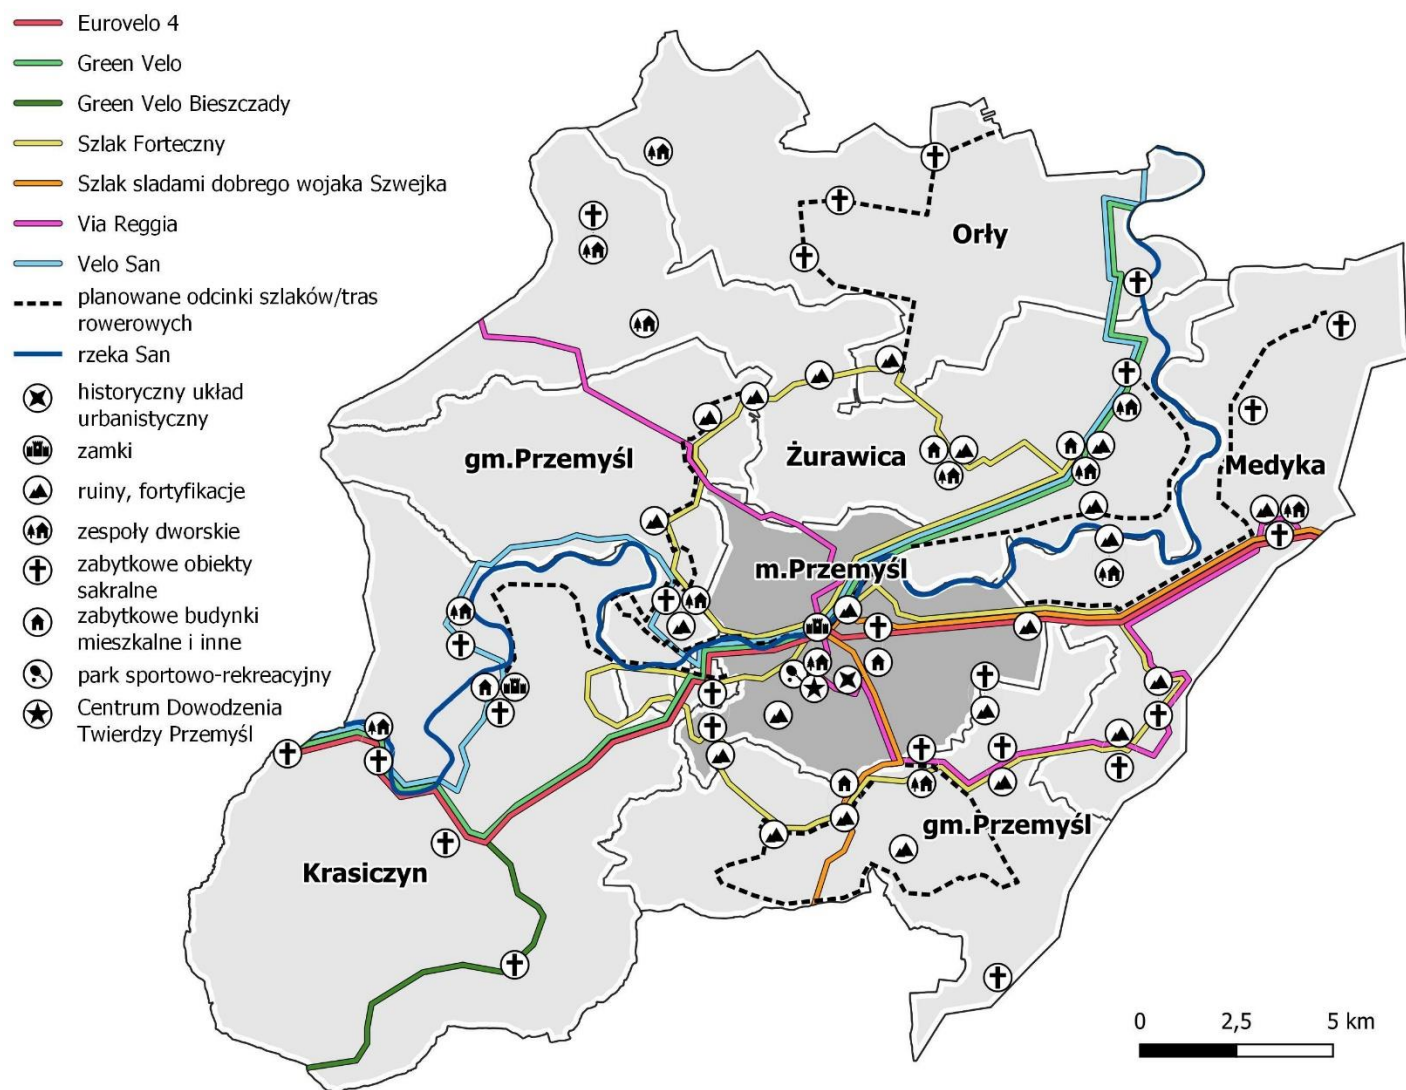 Eurovelo 4
Green Velo
Green Velo Bieszczady
Szlak Forteczny
Szlak sladami dobrego wojaka Szwejka
Via Reggia
Velo San
planowane odcinki szlaków/tras
rowerowych
rzeka San
historyczny układ
urbanistyczny
zamki
ruiny, fortyfikacje
zespoły dworskie
zabytkowe obiekty
sakralne
zabytkowe budynki
mieszkalne i inne
park sportowo-rekreacyjny
Centrum Dowodzenia
Twierdzy Przemyśl
Orły
gm.Przemyśl
Żurawica
Medyka
m.Przemyśl
gm.Przemyśl
Krasiczyn
0 2,5 5 km